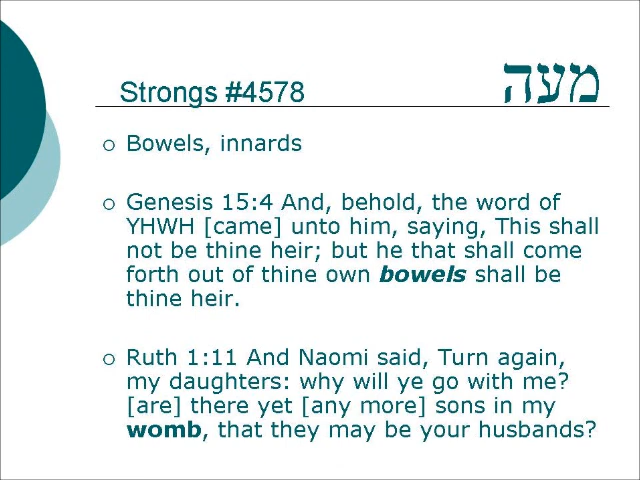 Strongs #4578 מעה
Bowels, innards
Genesis 15:4 And, behold, the word of
YHWH [came] unto him, saying, This shall
not be thine heir; but he that shall come
forth out of thine own bowels shall be
thine heir.
Ruth 1:11 And Naomi said, Turn again,
my daughters: why will ye go with me?
[are] there yet [any more] sons in my
womb, that they may be your husbands?